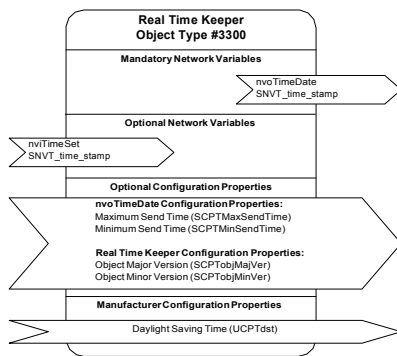 Real Time Keeper
Object Type #3300
Mandatory Network Variables
nvoTimeDate
SNVT_time_stamp
Optional Network Variables
nviTimeSet
SNVT_time_stamp
Optional Configuration Properties
nvoTimeDate Configuration Properties:
Maximum Send Time (SCPTMaxSendTime)
Minimum Send Time (SCPTMinSendTime)
Real Time Keeper Configuration Properties:
Object Major Version (SCPTobjMajVer)
Object Minor Version (SCPTobjMinVer)
Manufacturer Configuration Properties
Daylight Saving Time (UCPTdst)